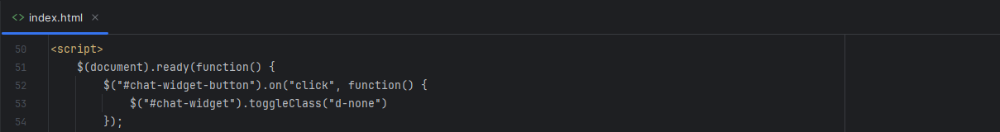 <> index.html ×
50 <script>
51 $(document).ready(function() {
52 $("#chat-widget-button").on("click", function() {
53 $("#chat-widget").toggleClass("d-none")
54 });